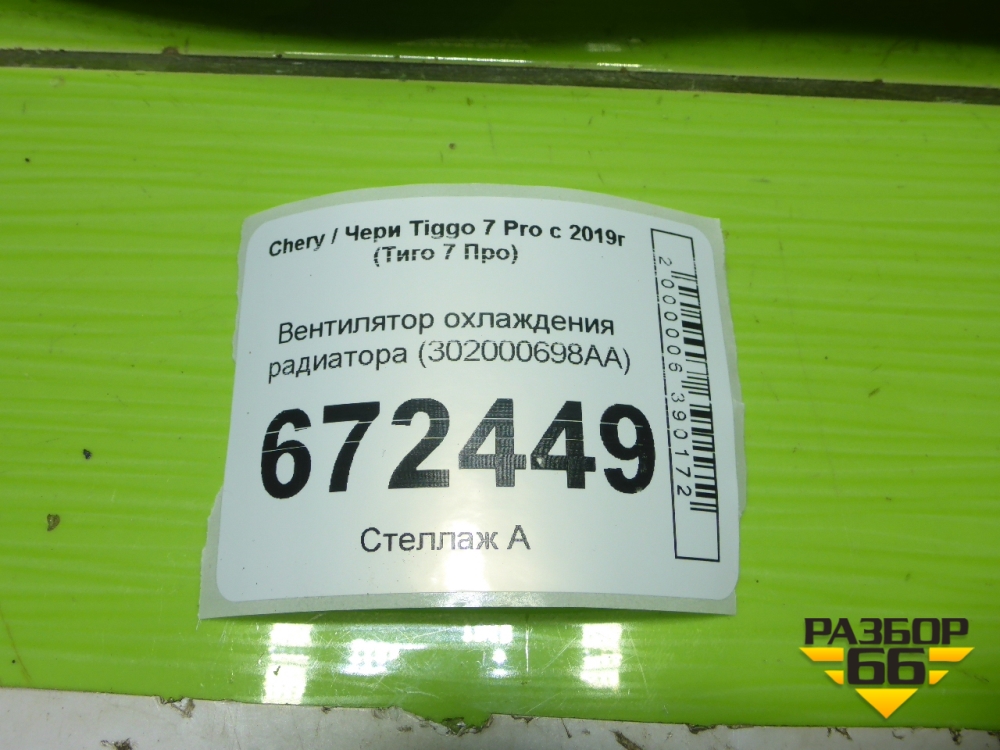 Chery / Чери Tiggo 7 Pro с 2019г
(Тиго 7 Про)
Вентилятор охлаждения
радиатора (302000698AA)
672449
Стеллаж А
2000006390172
РАЗБОР
66